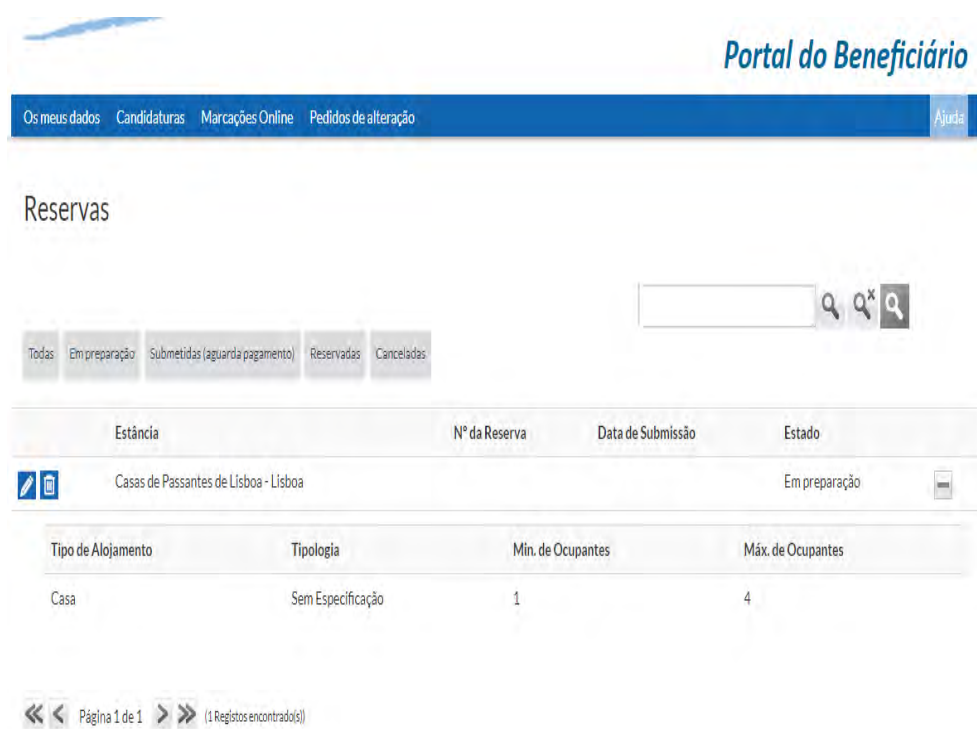 Portal do Beneficiário
Os meus dados Candidaturas Marcações Online Pedidos de alteração Ajuda
Reservas
Todas Em preparação Submetidas (aguarda pagamento) Reservadas Canceladas
Estância Nº da Reserva Data de Submissão Estado
Casas de Passantes de Lisboa - Lisboa Em preparação
Tipo de Alojamento Tipologia Min. de Ocupantes Máx. de Ocupantes
Casa Sem Especificação 1 4
Página 1 de 1 (1 Registos encontrado(s))